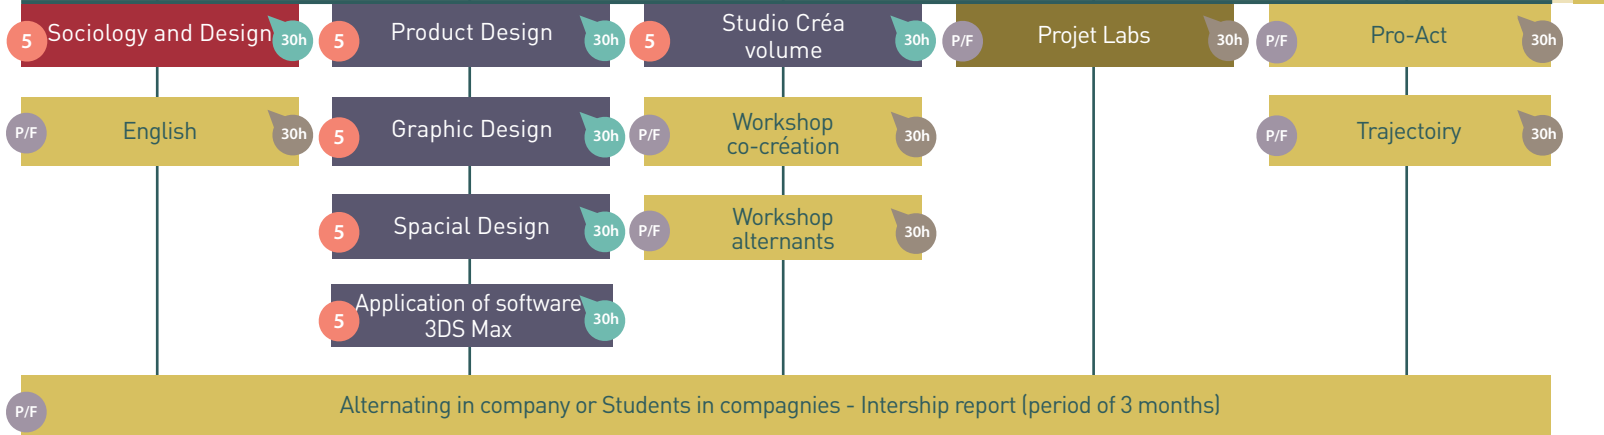 5 Sociology and Design 30h
5 Product Design 30h
5 Studio Créa
volume 30h
P/F Projet Labs 30h
P/F Pro-Act 30h
P/F English 30h
5 Graphic Design 30h
P/F Workshop
co-création 30h
P/F Trajectoiry 30h
5 Spacial Design 30h
P/F Workshop
alternants 30h
5 Application of software
3DS Max 30h
P/F Alternating in company or Students in compagnies - Intership report (period of 3 months)